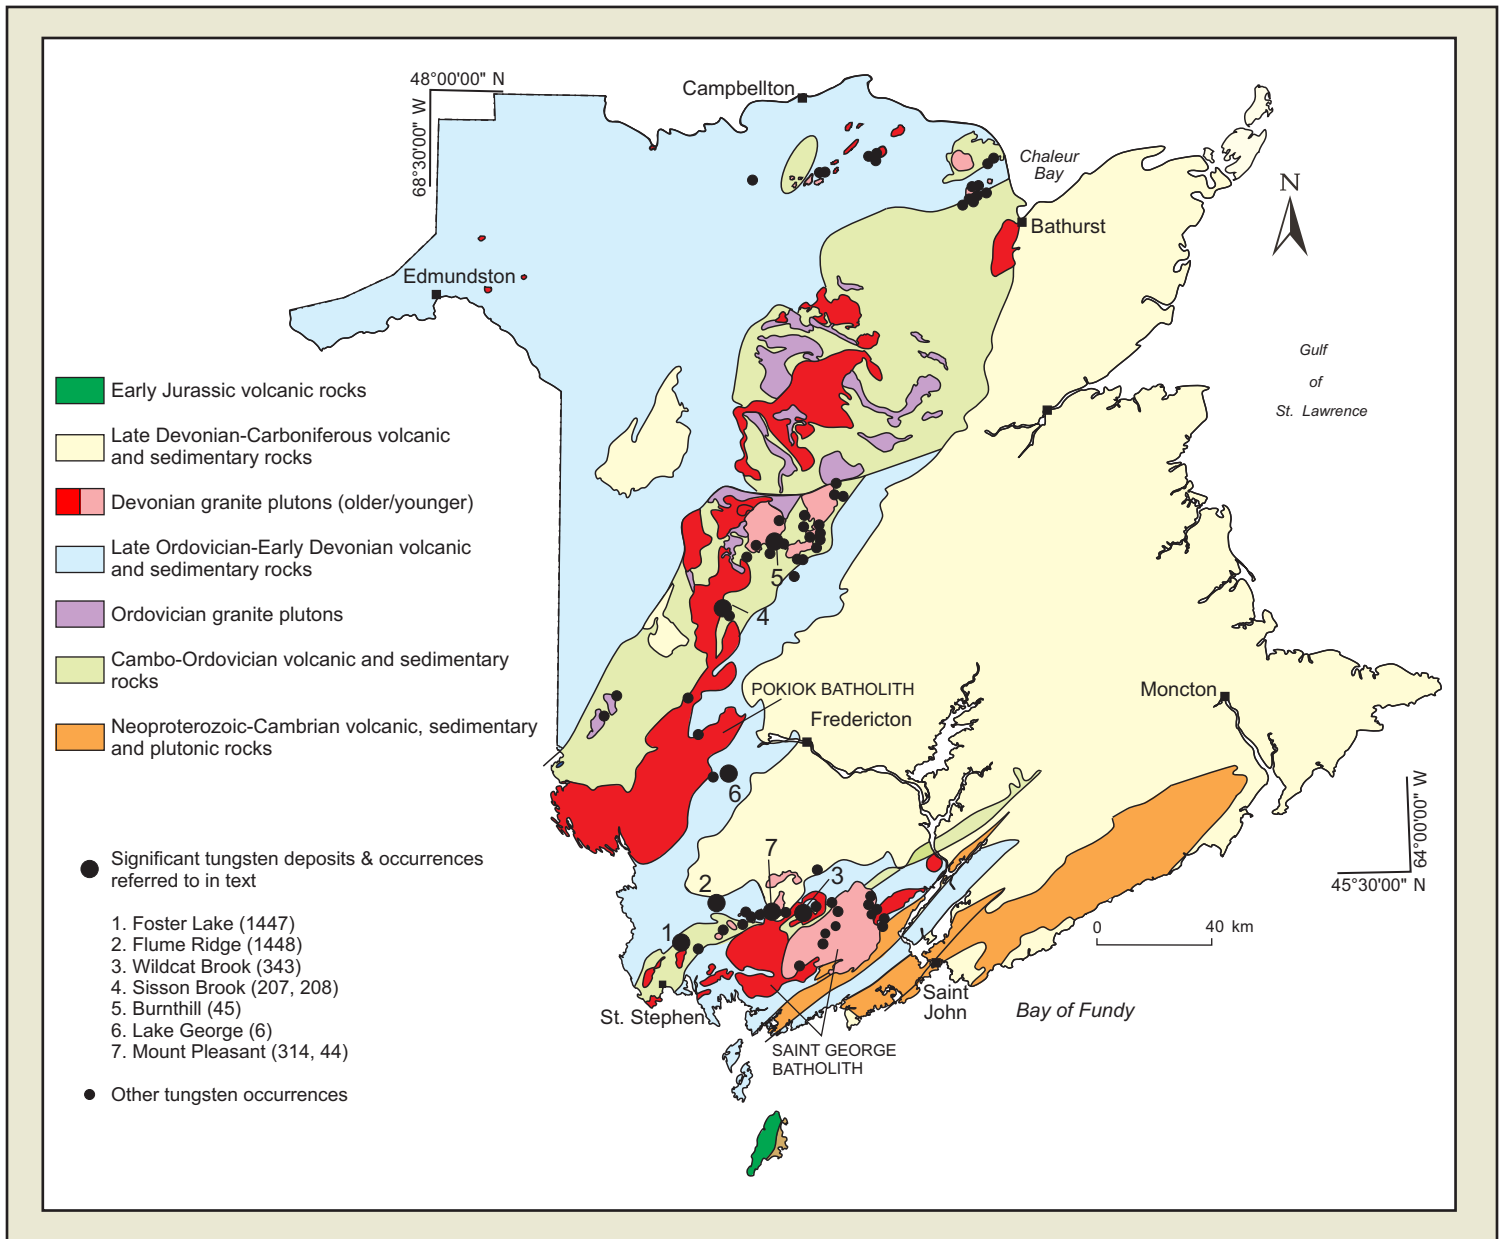 48°00'00" N
68°30'00" W
Campbellton
Chaleur
Bay
N
Bathurst
Edmundston
Gulf
of
St. Lawrence
Early Jurassic volcanic rocks
Late Devonian-Carboniferous volcanic
and sedimentary rocks
Devonian granite plutons (older/younger)
Late Ordovician-Early Devonian volcanic
and sedimentary rocks
Ordovician granite plutons
Cambo-Ordovician volcanic and sedimentary
rocks
Neoproterozoic-Cambrian volcanic, sedimentary
and plutonic rocks
5
4
POKIOK BATHOLITH
Fredericton
Moncton
6
64°00'00" W
45°30'00" N
7
3
2
1
0 40 km
Significant tungsten deposits & occurrences
referred to in text
1. Foster Lake (1447)
2. Flume Ridge (1448)
3. Wildcat Brook (343)
4. Sisson Brook (207, 208)
5. Burnthill (45)
6. Lake George (6)
7. Mount Pleasant (314, 44)
Other tungsten occurrences
St. Stephen
Saint
John
Bay of Fundy
SAINT GEORGE
BATHOLITH